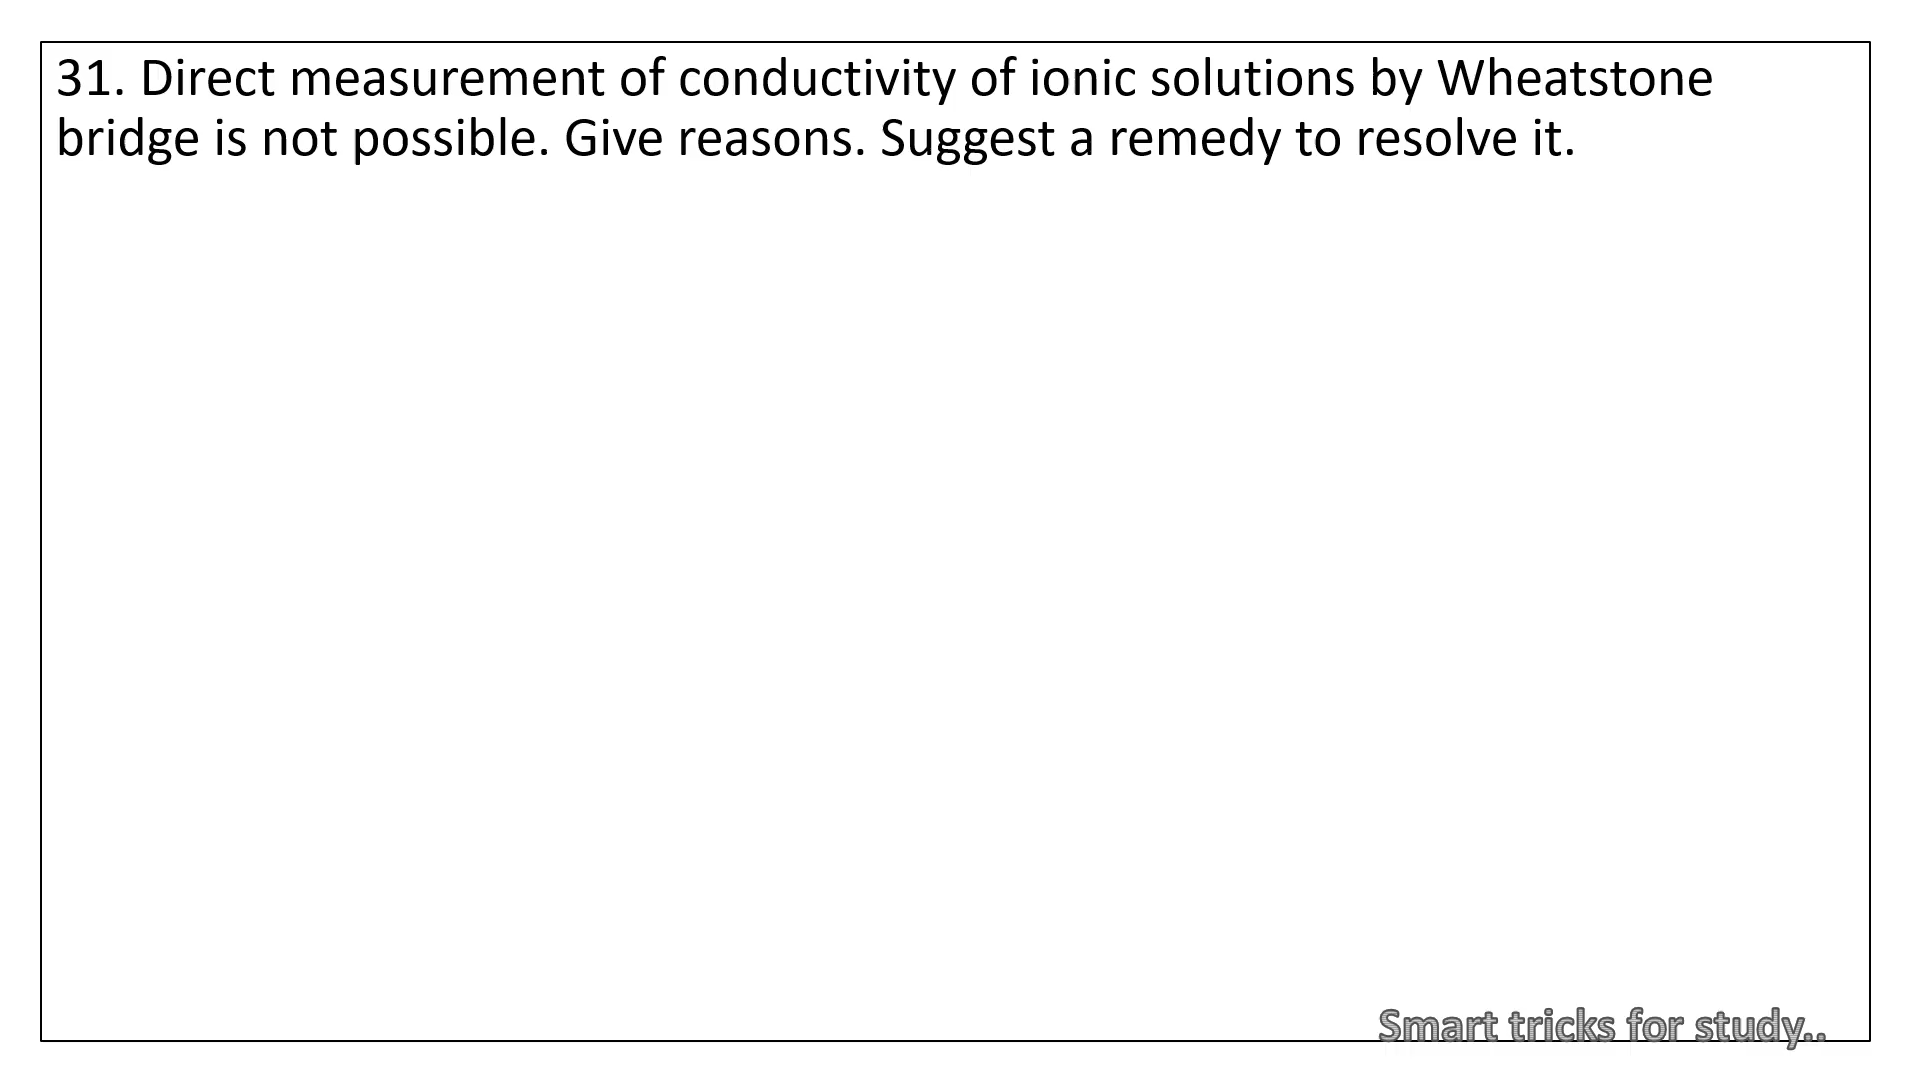 31. Direct measurement of conductivity of ionic solutions by Wheatstone
bridge is not possible. Give reasons. Suggest a remedy to resolve it.
Smart tricks for study..